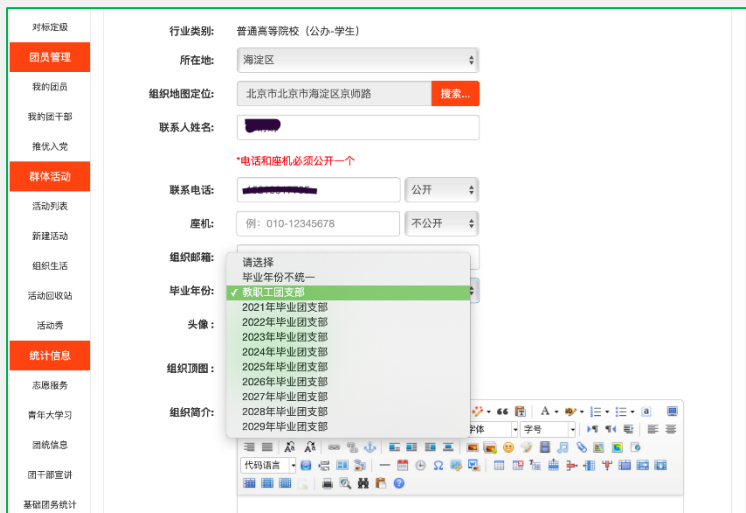 对标定级
团员管理
我的团员
我的团干部
推优入党
群体活动
活动列表
新建活动
组织生活
活动回收站
活动秀
统计信息
志愿服务
青年大学习
团统信息
团干部宣讲
基础团务统计
行业类别: 普通高等院校（公办-学生）
所在地: 海淀区
组织地图定位: 北京市北京市海淀区京师路 搜索...
联系人姓名:
*电话和座机必须公开一个
联系电话: 公开
座机: 例：010-12345678 不公开
组织邮箱:
毕业年份:
请选择
毕业年份不统一
✓ 教职工团支部
2021年毕业团支部
2022年毕业团支部
2023年毕业团支部
2024年毕业团支部
2025年毕业团支部
2026年毕业团支部
2027年毕业团支部
2028年毕业团支部
2029年毕业团支部
头像：
组织顶图：
组织简介:
字体 字号
代码语言